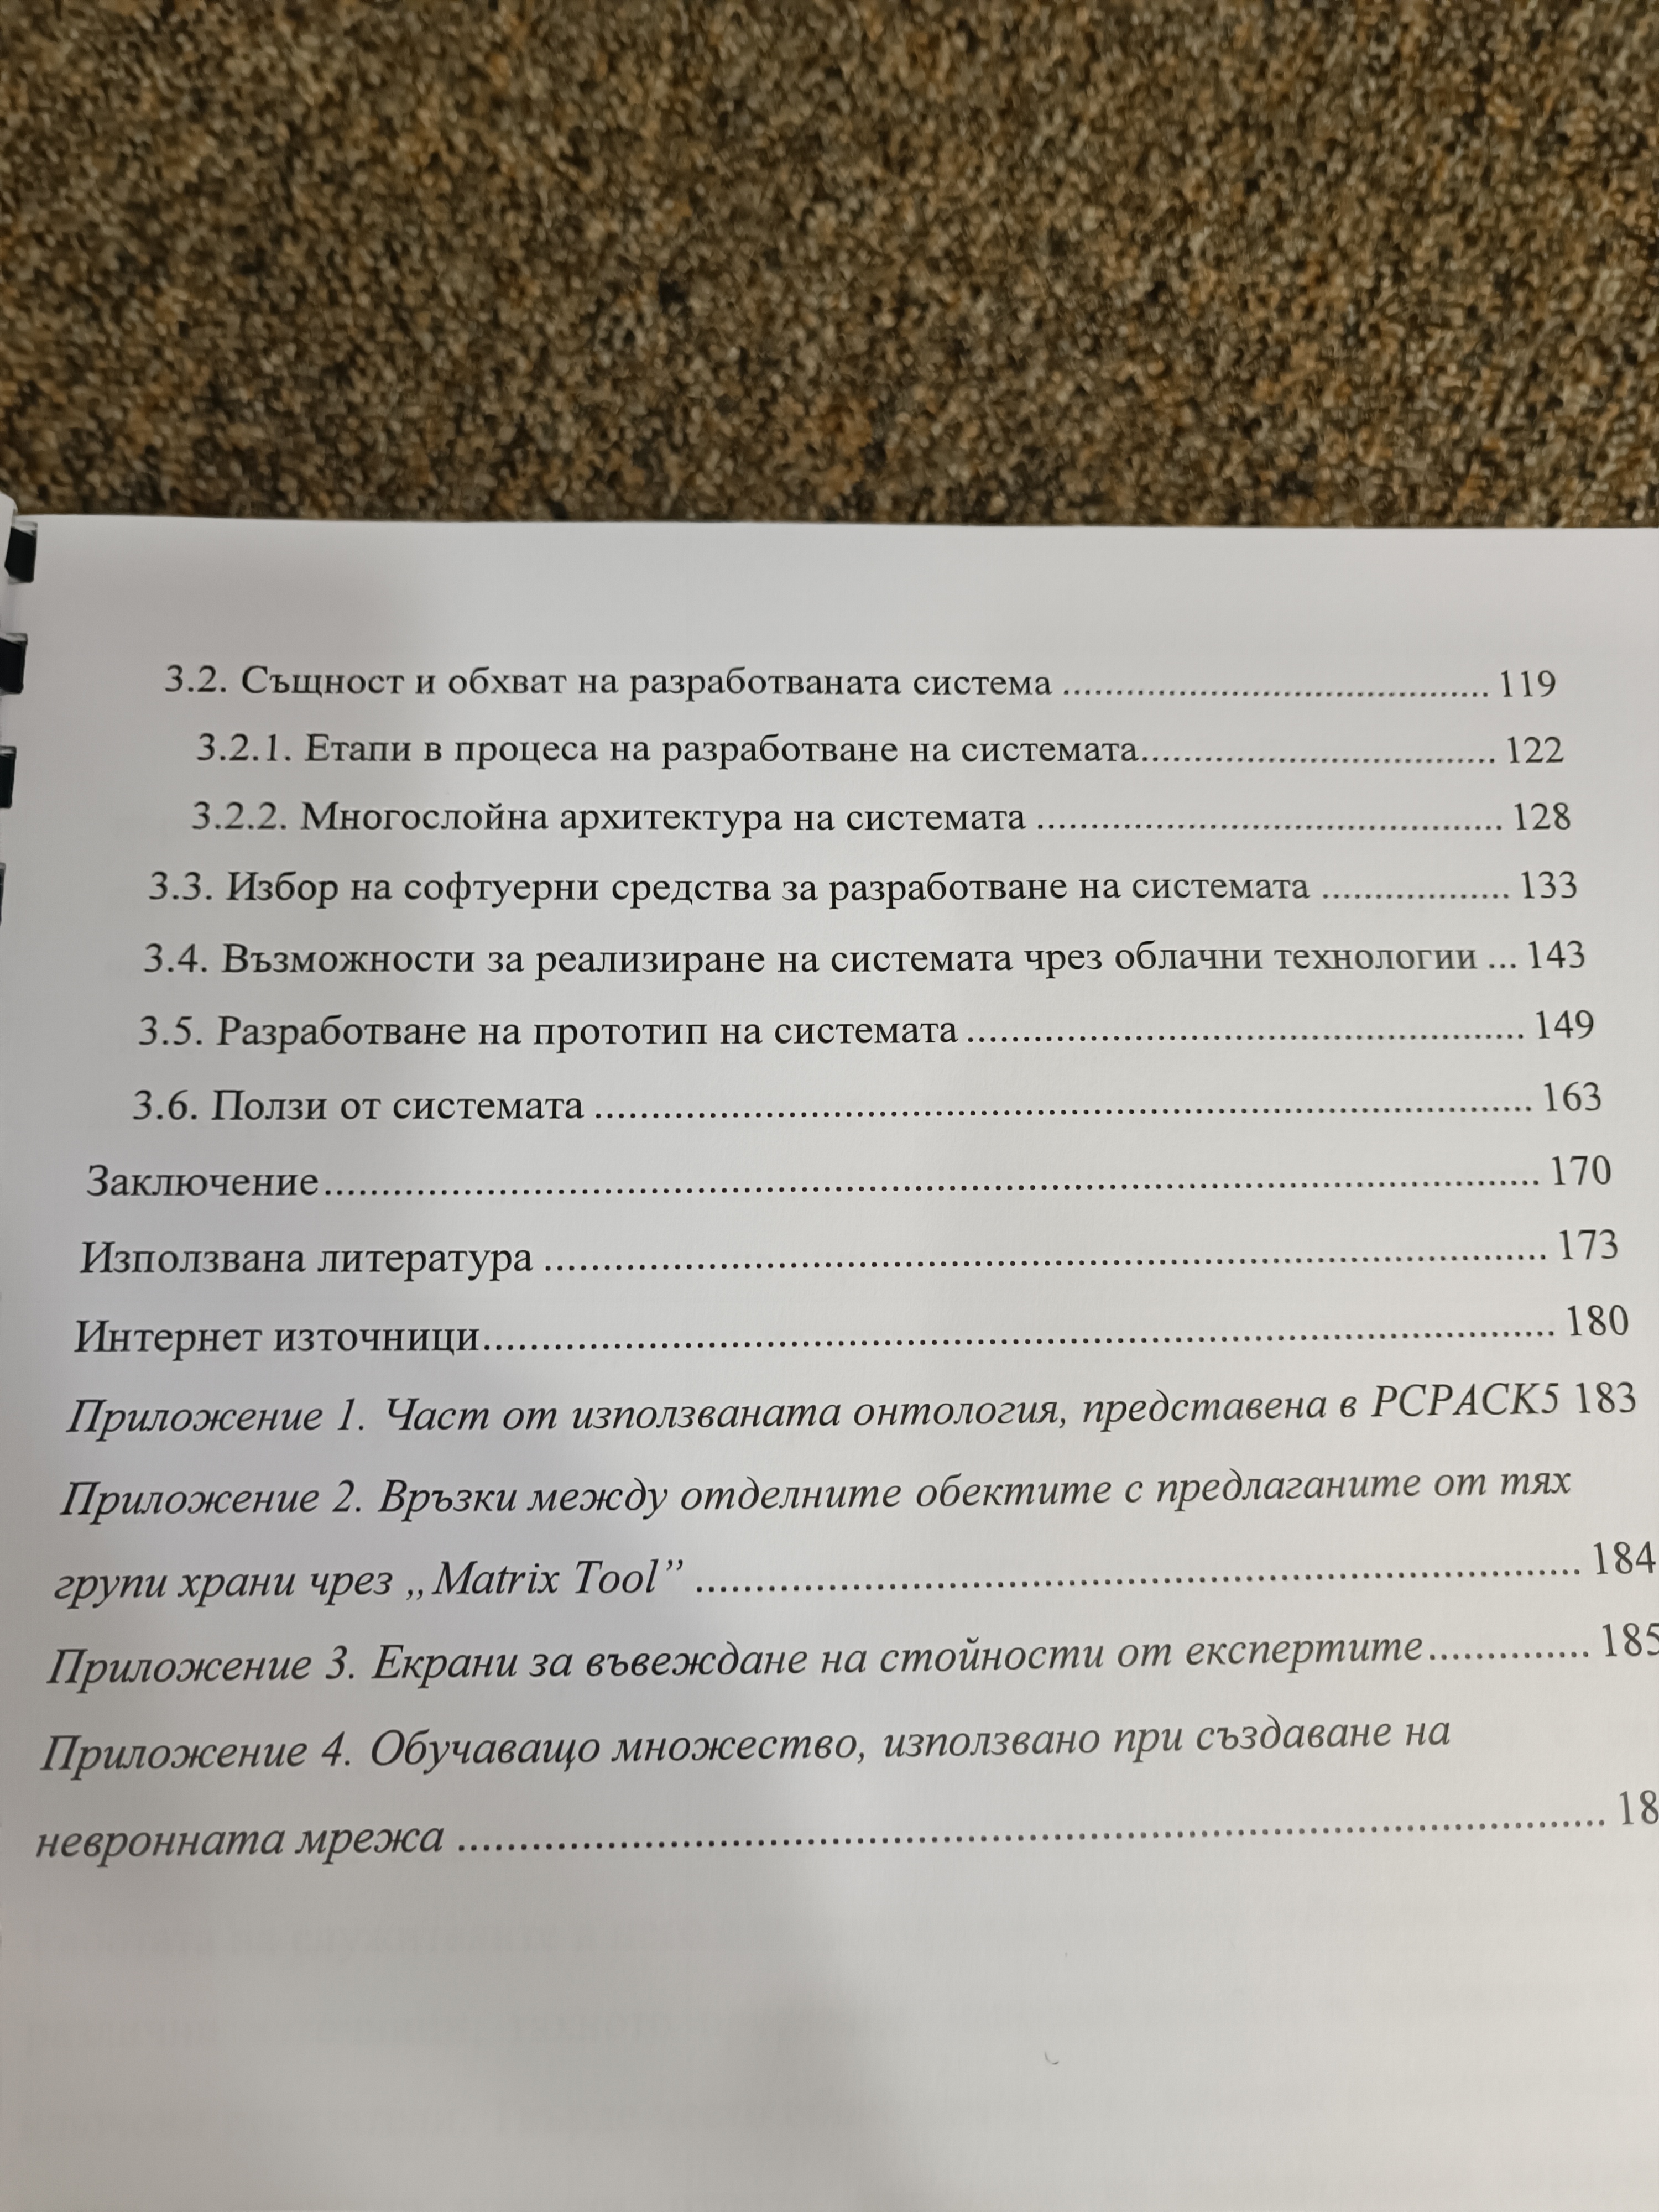 3.2. Същност и обхват на разработваната система ........................................ 119
3.2.1. Етапи в процеса на разработване на системата.................................. 122
3.2.2. Многослойна архитектура на системата ............................................ 128
3.3. Избор на софтуерни средства за разработване на системата .................. 133
3.4. Възможности за реализиране на системата чрез облачни технологии ... 143
3.5. Разработване на прототип на системата ..................................................... 149
3.6. Ползи от системата ........................................................................................ 163
Заключение................................................................................................................ 170
Използвана литература ............................................................................................ 173
Интернет източници................................................................................................. 180
Приложение 1. Част от използваната онтология, представена в PCPACK5 183
Приложение 2. Връзки между отделните обектите с предлаганите от тях
групи храни чрез „Matrix Tool” ................................................................................ 184
Приложение 3. Екрани за въвеждане на стойности от експертите.............. 185
Приложение 4. Обучаващо множество, използвано при създаване на
невронната мрежа ....................................................................................................